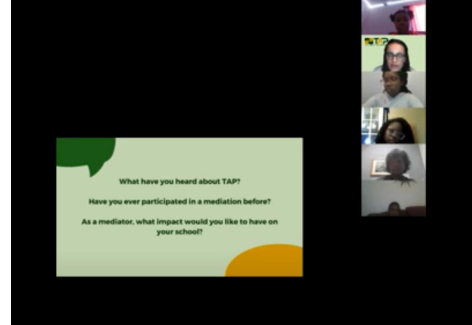 What have you heard about TAP?
Have you ever participated in a mediation before?
As a mediator, what impact would you like to have on
your school?